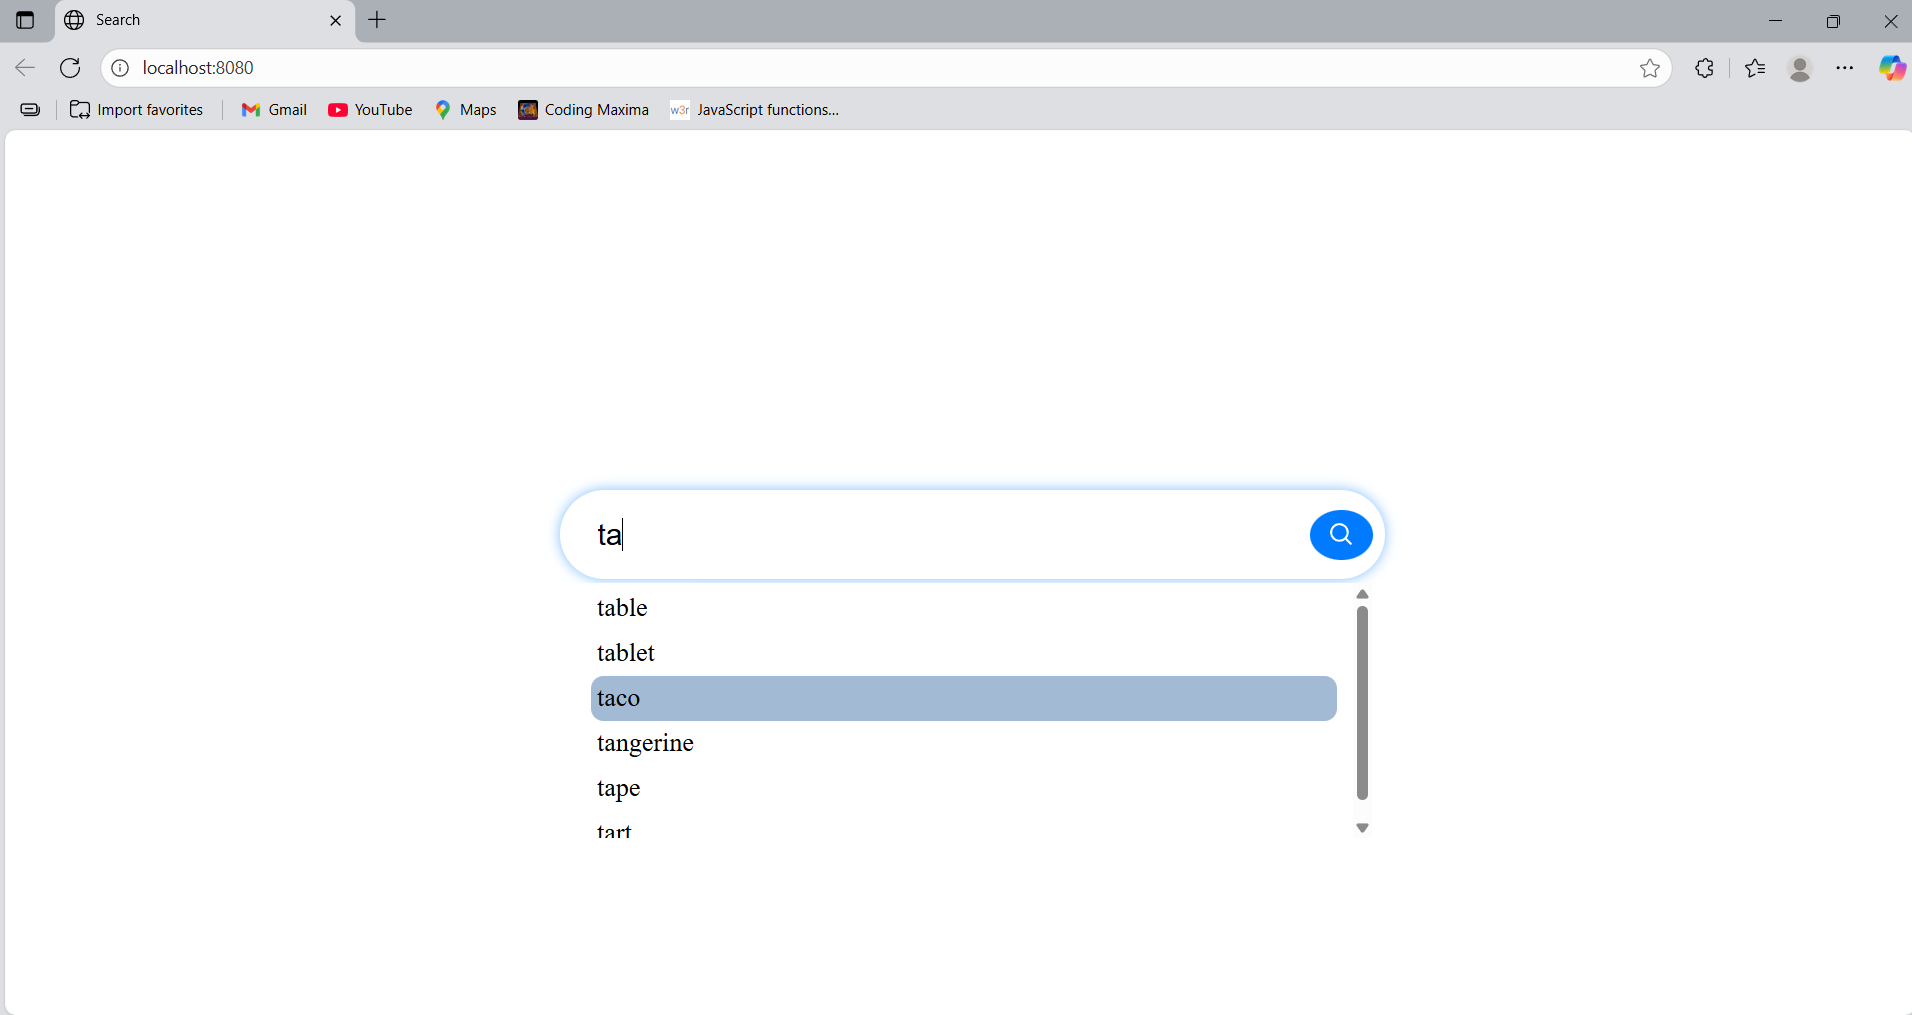 Search
localhost:8080
Import favorites Gmail YouTube Maps Coding Maxima w3r JavaScript functions...
ta
table
tablet
taco
tangerine
tape
tart